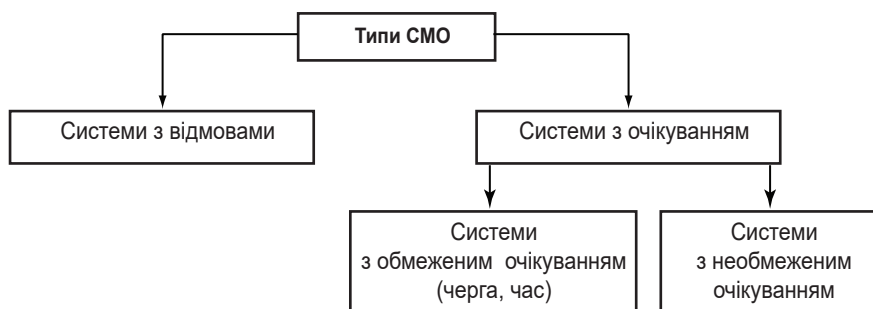 Типи СМО
Системи з відмовами
Системи з очікуванням
Системи
з обмеженим очікуванням
(черга, час)
Системи
з необмеженим
очікуванням